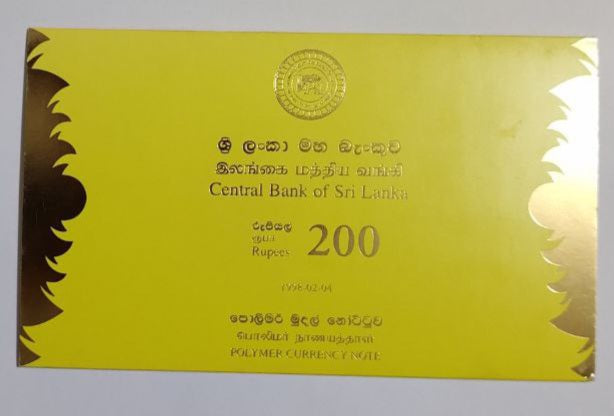 ශ්‍රී ලංකා මහ බැංකුව
இலங்கை மத்திய வங்கி
Central Bank of Sri Lanka
රුපියල්
ரூபா
Rupees 200
1998-02-04
පොලිමර් මුදල් නෝට්ටුව
பொலிமர் நாணயத்தாள்
POLYMER CURRENCY NOTE